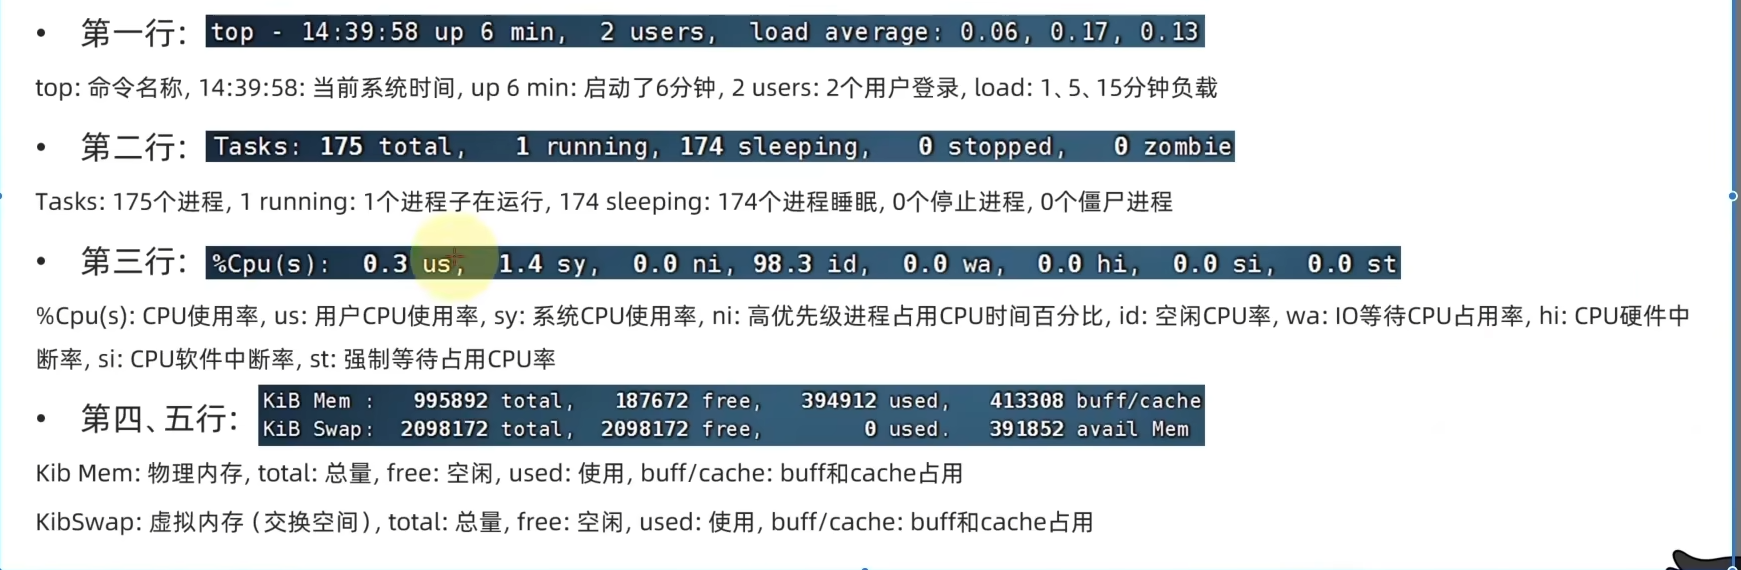 • 第一行: top - 14:39:58 up 6 min, 2 users, load average: 0.06, 0.17, 0.13
top: 命令名称, 14:39:58: 当前系统时间, up 6 min: 启动了6分钟, 2 users: 2个用户登录, load: 1、5、15分钟负载
• 第二行: Tasks: 175 total, 1 running, 174 sleeping, 0 stopped, 0 zombie
Tasks: 175个进程, 1 running: 1个进程子在运行, 174 sleeping: 174个进程睡眠, 0个停止进程, 0个僵尸进程
• 第三行: %Cpu(s): 0.3 us, 1.4 sy, 0.0 ni, 98.3 id, 0.0 wa, 0.0 hi, 0.0 si, 0.0 st
%Cpu(s): CPU使用率, us: 用户CPU使用率, sy: 系统CPU使用率, ni: 高优先级进程占用CPU时间百分比, id: 空闲CPU率, wa: IO等待CPU占用率, hi: CPU硬件中
断率, si: CPU软件中断率, st: 强制等待占用CPU率
• 第四、五行:
KiB Mem : 995892 total, 187672 free, 394912 used, 413308 buff/cache
KiB Swap: 2098172 total, 2098172 free, 0 used. 391852 avail Mem
Kib Mem: 物理内存, total: 总量, free: 空闲, used: 使用, buff/cache: buff和cache占用
KibSwap: 虚拟内存（交换空间）, total: 总量, free: 空闲, used: 使用, buff/cache: buff和cache占用